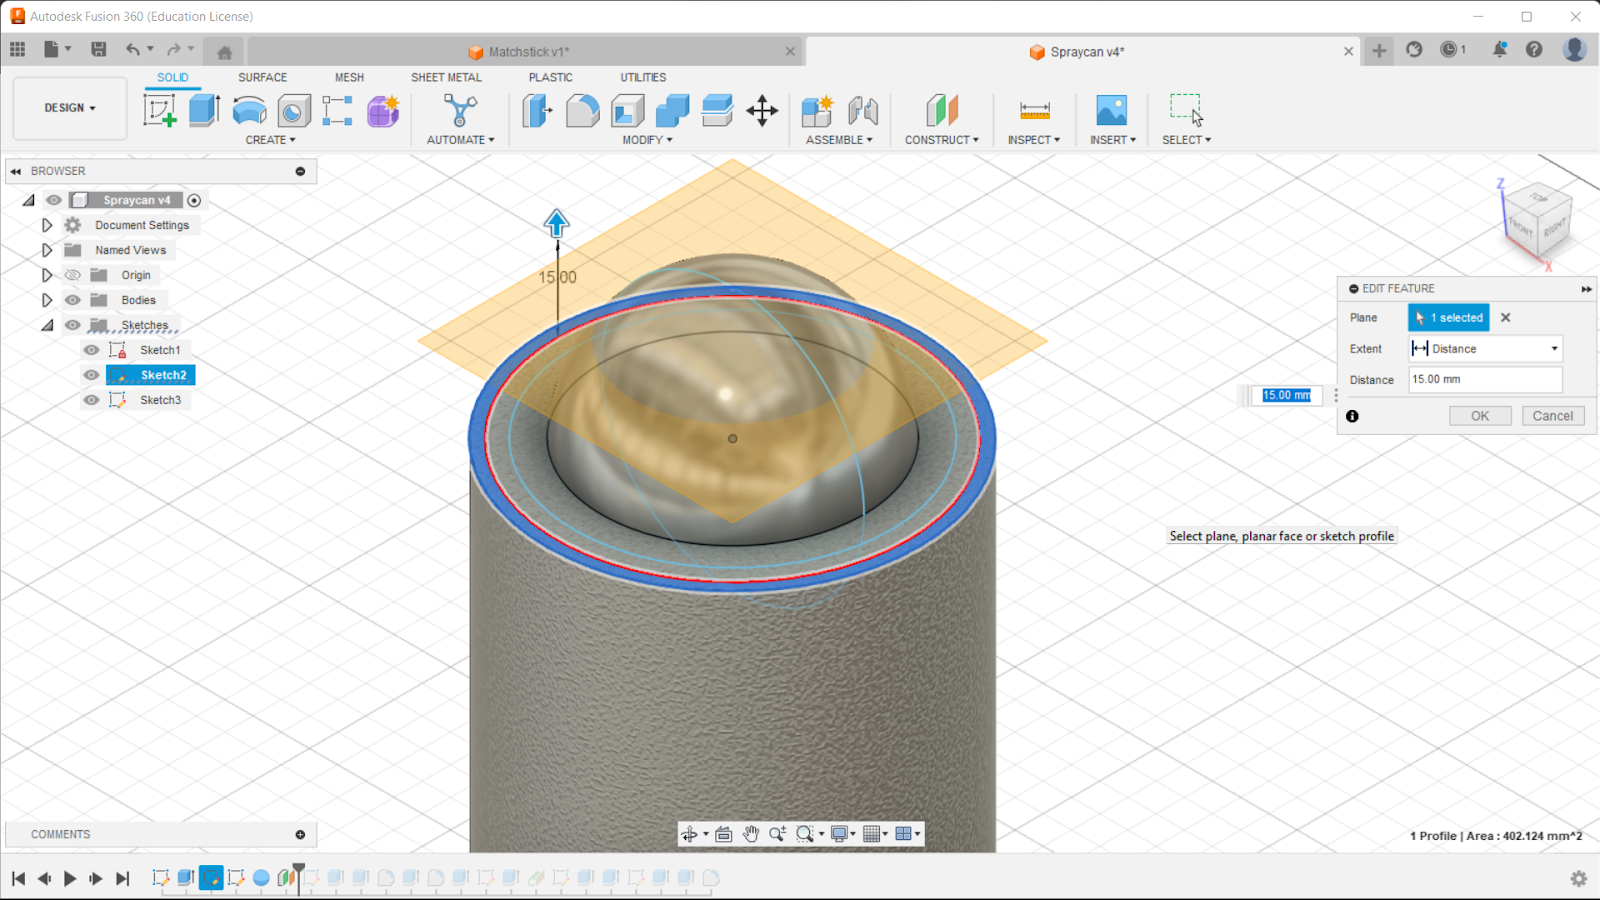 Autodesk Fusion 360 (Education License)
Matchstick v1*
Spraycan v4*
1
DESIGN
SOLID
SURFACE
MESH
SHEET METAL
PLASTIC
UTILITIES
CREATE
AUTOMATE
MODIFY
ASSEMBLE
CONSTRUCT
INSPECT
INSERT
SELECT
BROWSER
Spraycan v4
Document Settings
Named Views
Origin
Bodies
Sketches
Sketch1
Sketch2
Sketch3
15.00
Z
TOP
FRONT
RIGHT
X
EDIT FEATURE
Plane
1 selected
Extent
Distance
Distance
15.00 mm
15.00 mm
OK
Cancel
Select plane, planar face or sketch profile
COMMENTS
1 Profile | Area : 402.124 mm^2